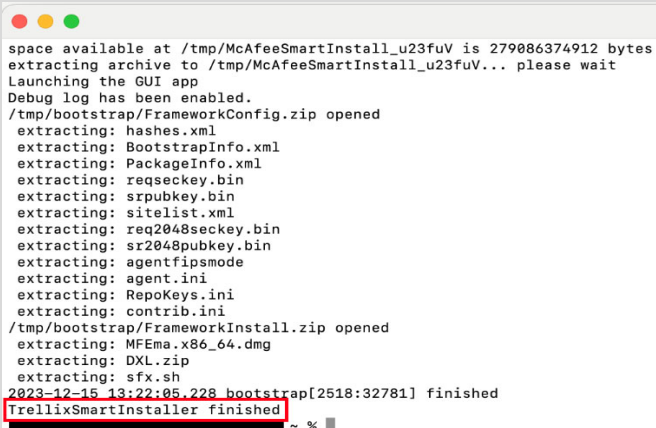 space available at /tmp/McAfeeSmartInstall_u23fuV is 279086374912 bytes
extracting archive to /tmp/McAfeeSmartInstall_u23fuV... please wait
Launching the GUI app
Debug log has been enabled.
/tmp/bootstrap/FrameworkConfig.zip opened
 extracting: hashes.xml
 extracting: BootstrapInfo.xml
 extracting: PackageInfo.xml
 extracting: reqseckey.bin
 extracting: srpubkey.bin
 extracting: sitelist.xml
 extracting: req2048seckey.bin
 extracting: sr2048pubkey.bin
 extracting: agentfipsmode
 extracting: agent.ini
 extracting: RepoKeys.ini
 extracting: contrib.ini
/tmp/bootstrap/FrameworkInstall.zip opened
 extracting: MFEma.x86_64.dmg
 extracting: DXL.zip
 extracting: sfx.sh
2023-12-15 13:22:05.228 bootstrap[2518:32781] finished
TrellixSmartInstaller finished
~ %